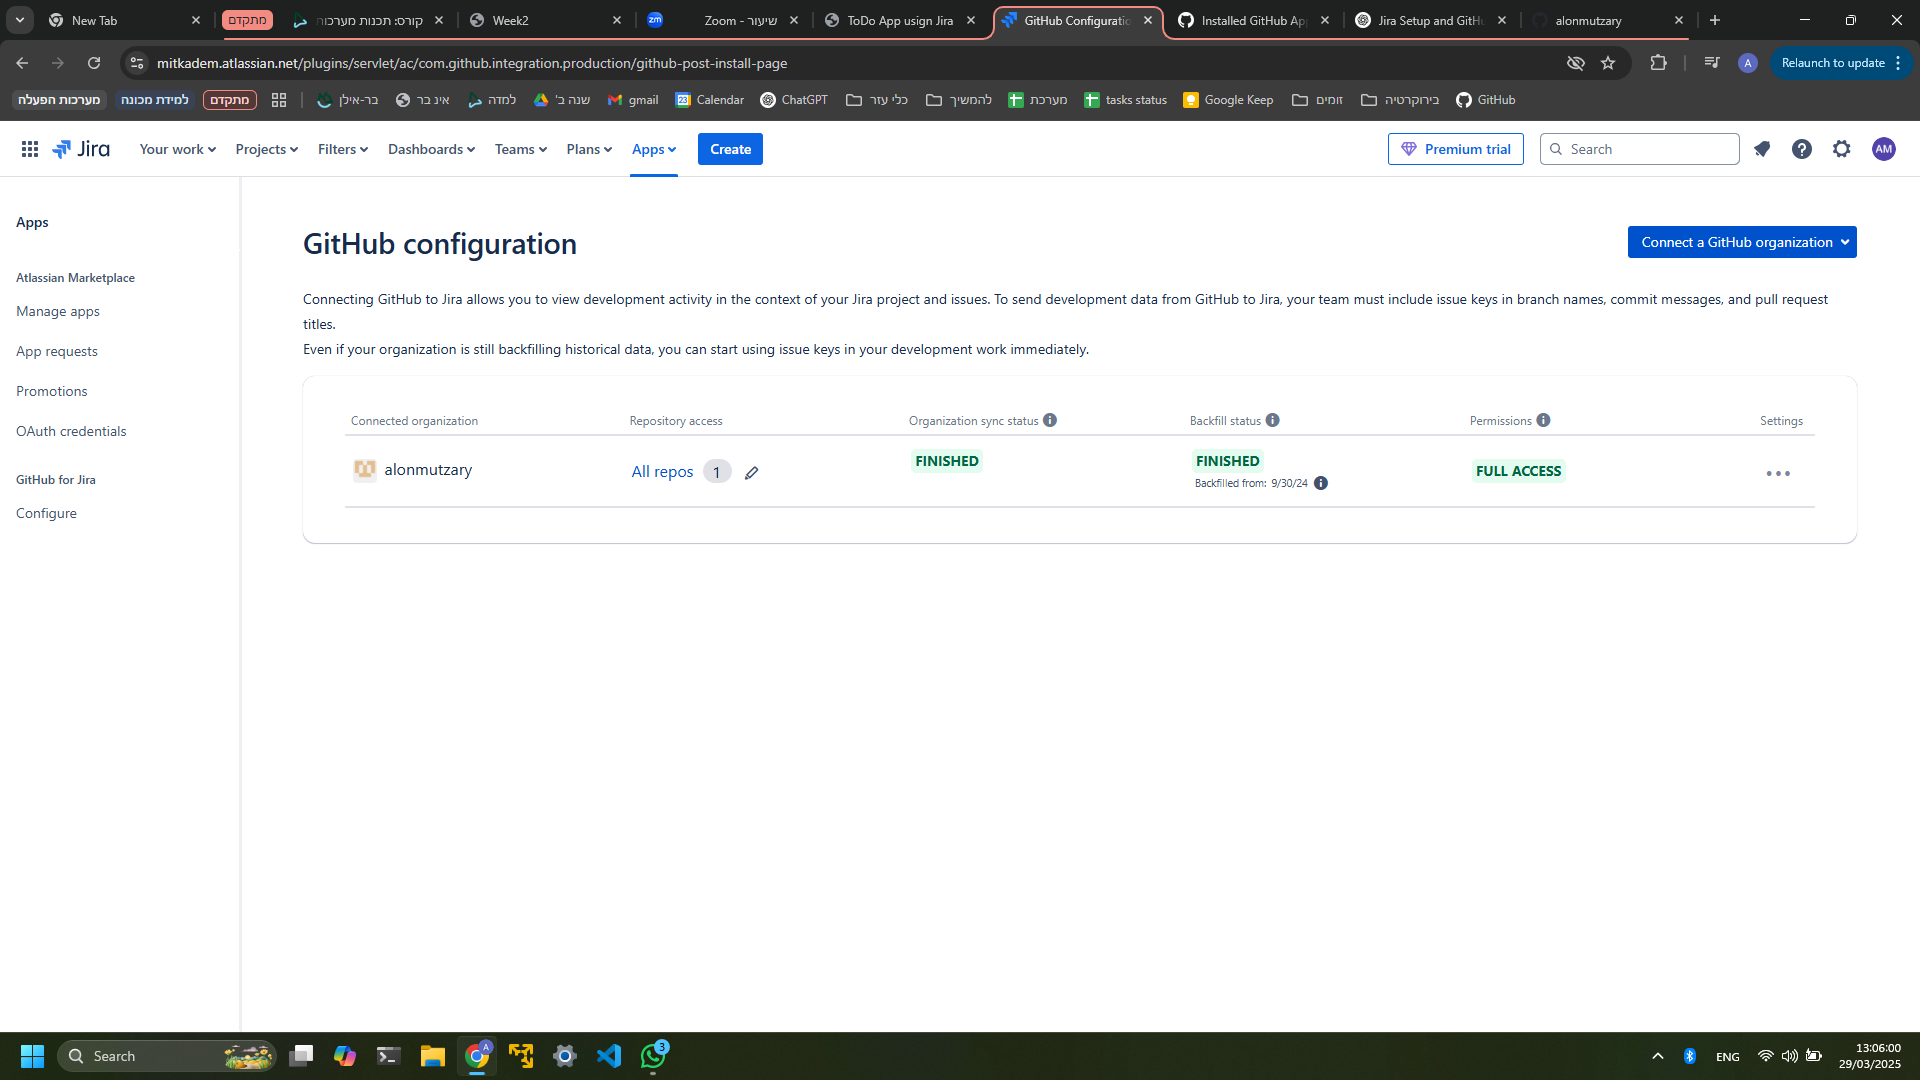 New Tab
מתקדם
קורס: תכנות מערכות
Week2
Zoom - שיעור
ToDo App usign Jira
GitHub Configuratio
Installed GitHub Ap
Jira Setup and GitHu
alonmutzary
mitkadem.atlassian.net/plugins/servlet/ac/com.github.integration.production/github-post-install-page
A
Relaunch to update
מערכות הפעלה
למידת מכונה
מתקדם
בר-אילן
אינ בר
למדה
שנה ב'
gmail
Calendar
ChatGPT
כלי עזר
להמשיך
מערכת
tasks status
Google Keep
זומים
בירוקרטיה
GitHub
Jira
Your work
Projects
Filters
Dashboards
Teams
Plans
Apps
Create
Premium trial
Search
AM
Apps
Atlassian Marketplace
Manage apps
App requests
Promotions
OAuth credentials
GitHub for Jira
Configure
GitHub configuration
Connect a GitHub organization
Connecting GitHub to Jira allows you to view development activity in the context of your Jira project and issues. To send development data from GitHub to Jira, your team must include issue keys in branch names, commit messages, and pull request
titles.
Even if your organization is still backfilling historical data, you can start using issue keys in your development work immediately.
Connected organization
Repository access
Organization sync status
Backfill status
Permissions
Settings
alonmutzary
All repos 1
FINISHED
FINISHED
Backfilled from: 9/30/24
FULL ACCESS
Search
3
ENG
13:06:00
29/03/2025